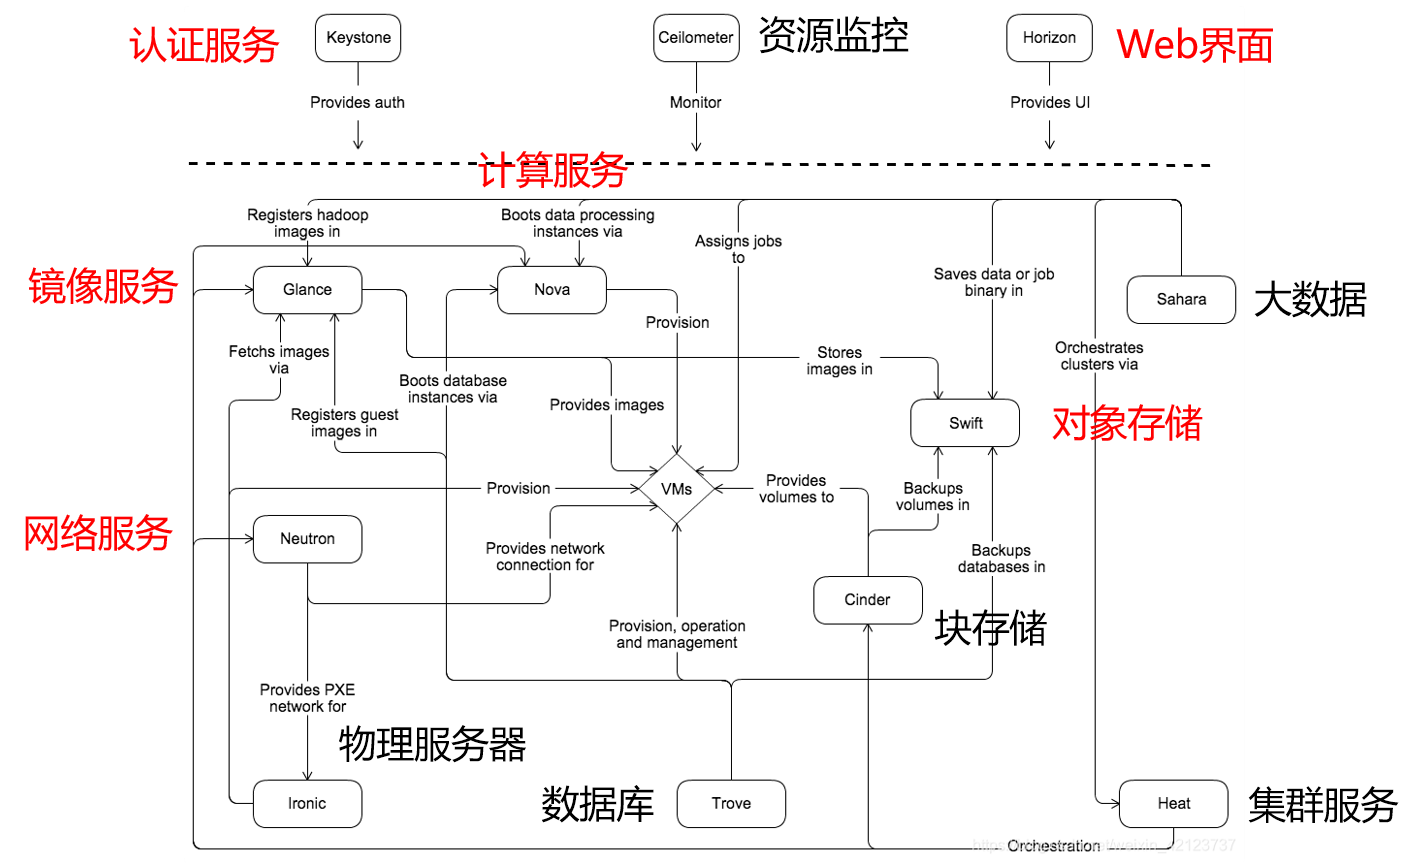 认证服务
Keystone
Ceilometer
资源监控
Horizon
Web界面
Provides auth
Monitor
Provides UI
计算服务
Registers hadoop
images in
Boots data processing
instances via
Assigns jobs
to
镜像服务
Glance
Nova
Saves data or job
binary in
Sahara
大数据
Provision
Fetchs images
via
Stores
images in
Orchestrates
clusters via
Boots database
instances via
Provides images
Registers guest
images in
Swift
对象存储
Provision
VMs
Provides
volumes to
Backups
volumes in
网络服务
Neutron
Provides network
connection for
Backups
databases in
Cinder
块存储
Provision, operation
and management
Provides PXE
network for
物理服务器
Ironic
数据库
Trove
Heat
集群服务
Orchestration